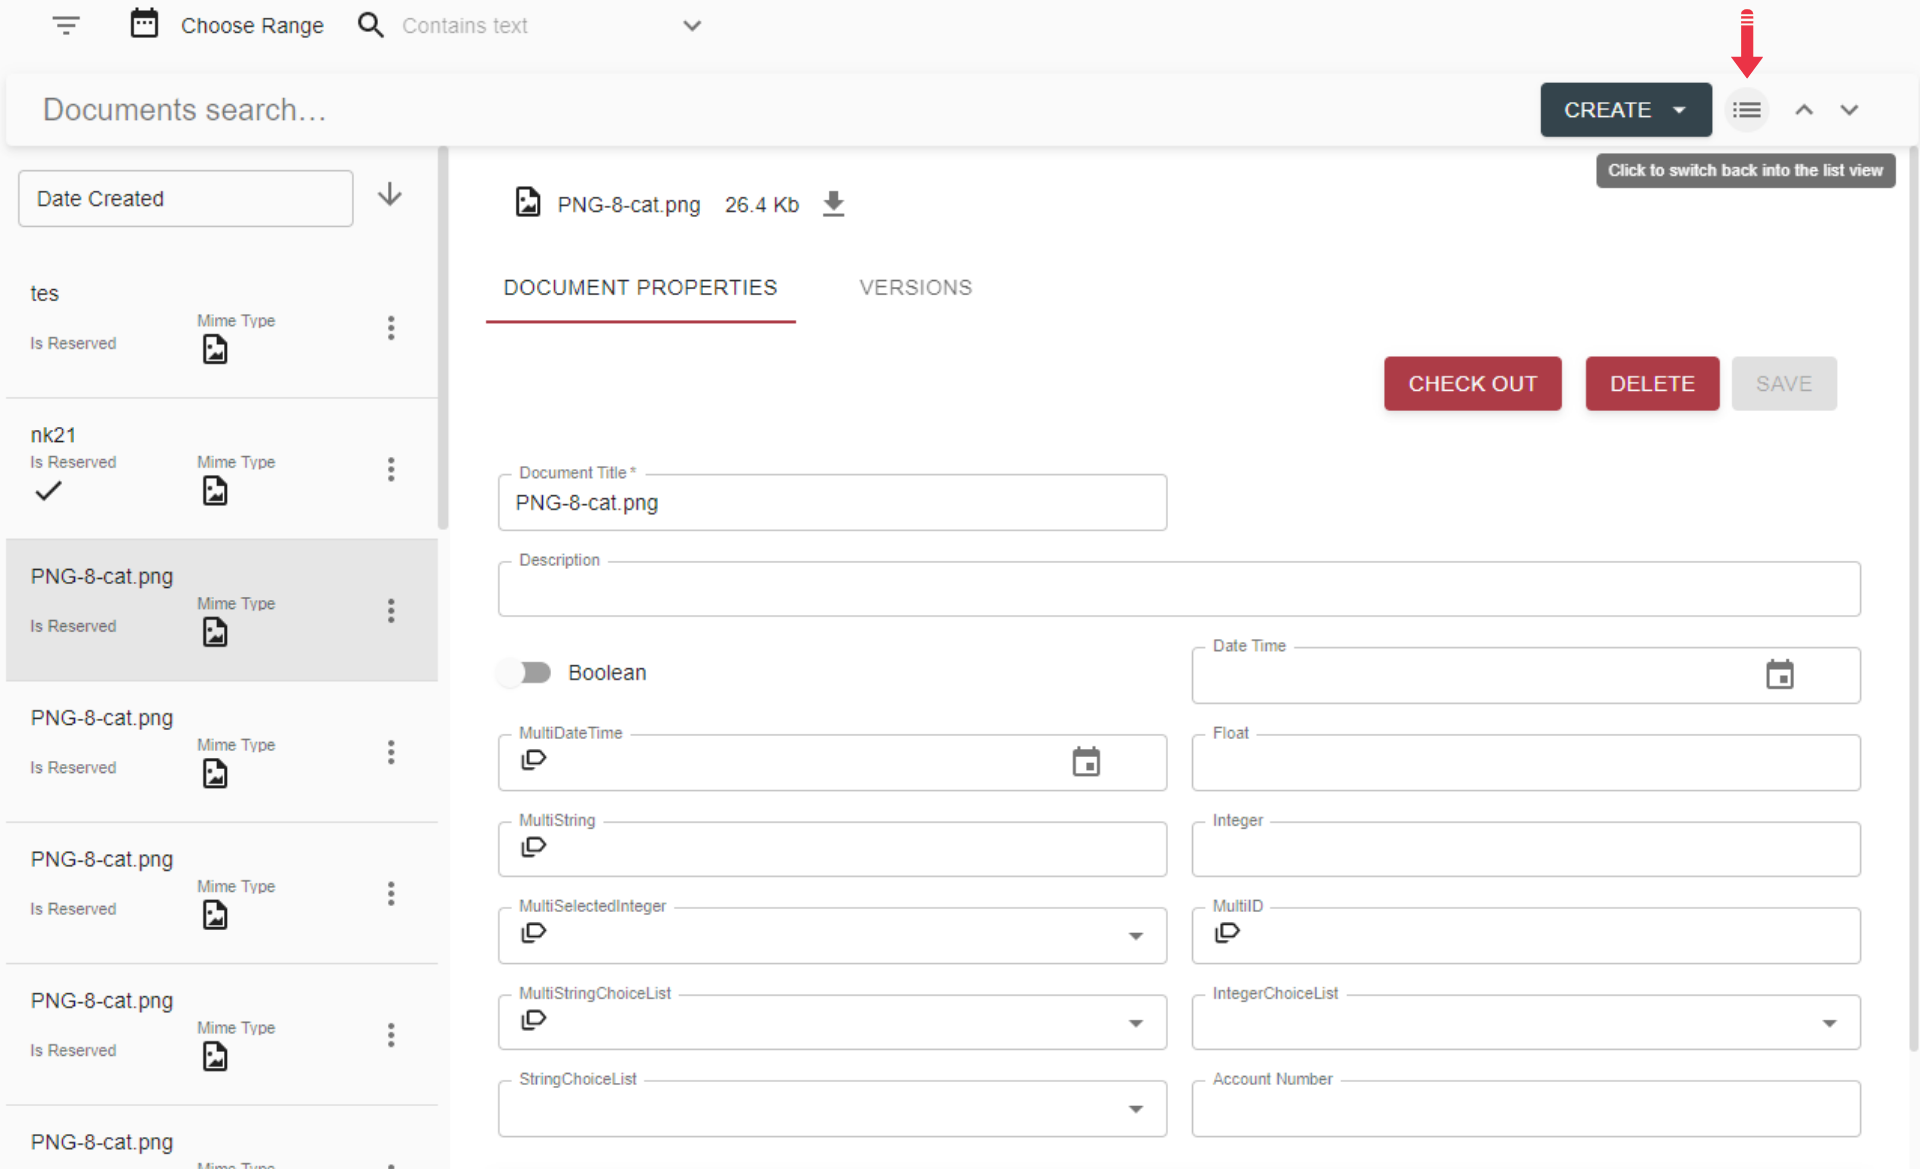 Choose Range
Contains text
Documents search...
CREATE
Click to switch back into the list view
Date Created
tes
Is Reserved
Mime Type
nk21
Is Reserved
Mime Type
PNG-8-cat.png
Is Reserved
Mime Type
PNG-8-cat.png
Is Reserved
Mime Type
PNG-8-cat.png
Is Reserved
Mime Type
PNG-8-cat.png
Is Reserved
Mime Type
PNG-8-cat.png
Mime Type
PNG-8-cat.png 26.4 Kb
DOCUMENT PROPERTIES
VERSIONS
CHECK OUT
DELETE
SAVE
Document Title *
PNG-8-cat.png
Description
Boolean
Date Time
MultiDateTime
Float
MultiString
Integer
MultiSelectedInteger
MultiID
MultiStringChoiceList
IntegerChoiceList
StringChoiceList
Account Number